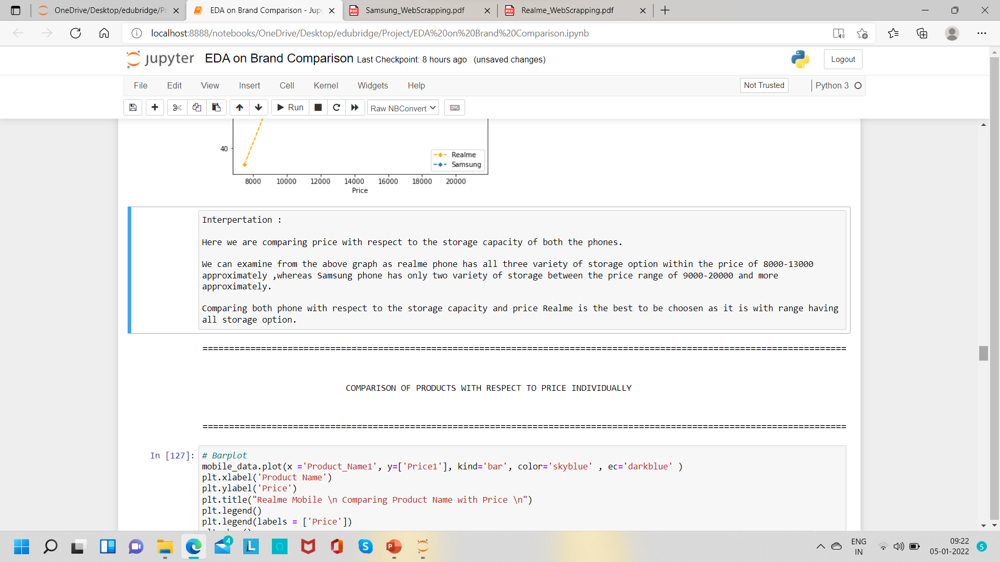 OneDrive/Desktop/edubridge/Pr
EDA on Brand Comparison - Jup
Samsung_WebScrapping.pdf
Realme_WebScrapping.pdf
localhost:8888/notebooks/OneDrive/Desktop/edubridge/Project/EDA%20on%20Brand%20Comparison.ipynb
jupyter EDA on Brand Comparison Last Checkpoint: 8 hours ago (unsaved changes)
Logout
File Edit View Insert Cell Kernel Widgets Help
Not Trusted
Python 3
Run
Raw NBConvert
40
Realme
Samsung
8000 10000 12000 14000 16000 18000 20000
Price
Interpertation :
Here we are comparing price with respect to the storage capacity of both the phones.
We can examine from the above graph as realme phone has all three variety of storage option within the price of 8000-13000
approximately ,whereas Samsung phone has only two variety of storage between the price range of 9000-20000 and more
approximately.
Comparing both phone with respect to the storage capacity and price Realme is the best to be choosen as it is with range having
all storage option.
COMPARISON OF PRODUCTS WITH RESPECT TO PRICE INDIVIDUALLY
In [127]:
# Barplot
mobile_data.plot(x ='Product_Name1', y=['Price1'], kind='bar', color='skyblue' , ec='darkblue' )
plt.xlabel('Product Name')
plt.ylabel('Price')
plt.title("Realme Mobile \n Comparing Product Name with Price \n")
plt.legend()
plt.legend(labels = ['Price'])
4
ENG
IN
09:22
05-01-2022
5